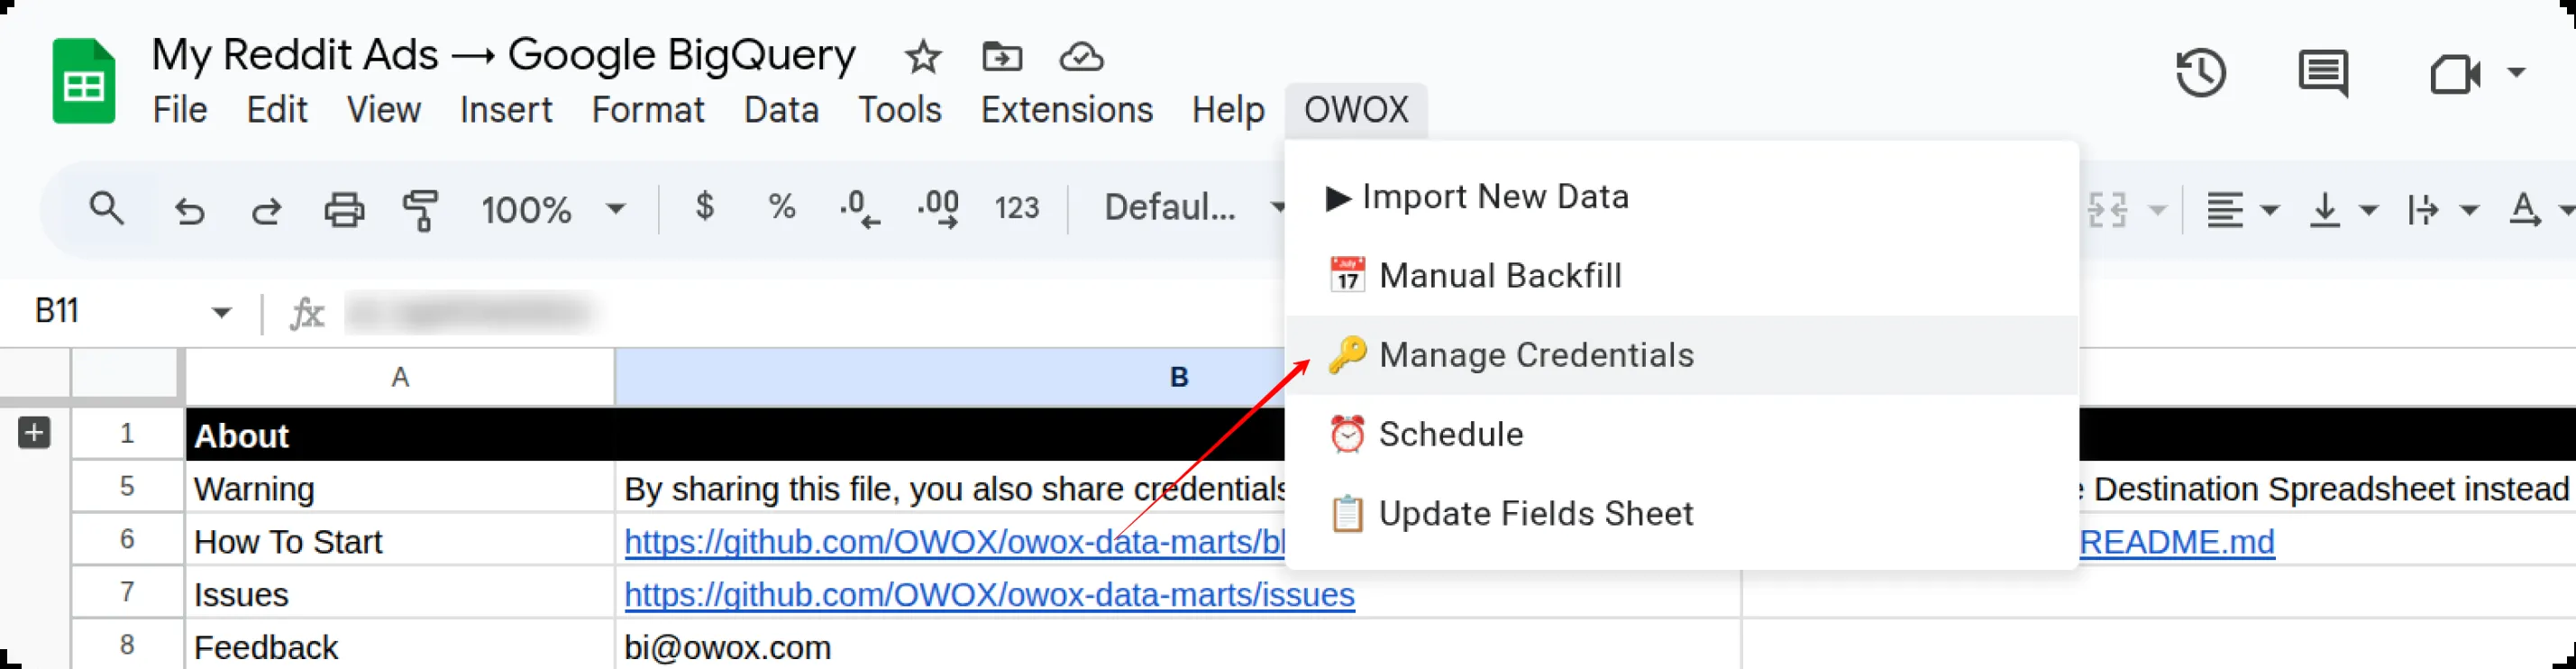 My Reddit Ads → Google BigQuery
File Edit View Insert Format Data Tools Extensions Help OWOX
100% $ % .0 .00 123 Defaul... A
▶ Import New Data
July 17 Manual Backfill
Manage Credentials
Schedule
Update Fields Sheet
B11 fx
A B
1 About
5 Warning By sharing this file, you also share credentials Destination Spreadsheet instead
6 How To Start https://github.com/OWOX/owox-data-marts/bl README.md
7 Issues https://github.com/OWOX/owox-data-marts/issues
8 Feedback bi@owox.com